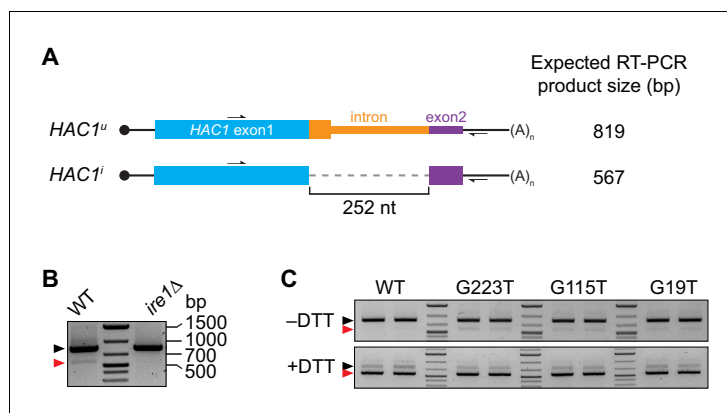 A
Expected RT-PCR
product size (bp)
HAC1ᵘ HAC1 exon1 intron exon2 (A)ₙ 819
HAC1ⁱ (A)ₙ 567
252 nt
B
WT ire1Δ bp
1500
1000
700
500
C
WT G223T G115T G19T
–DTT
+DTT